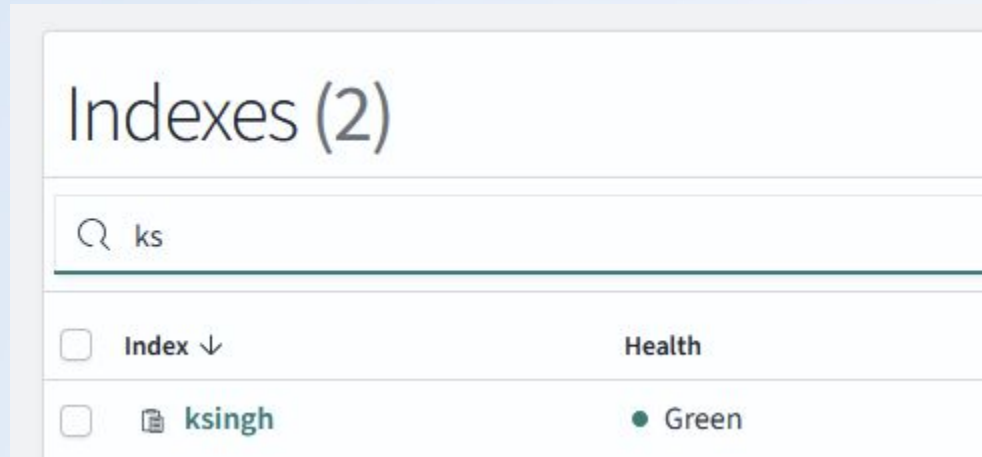 Indexes (2)
ks
Index ↓ Health
ksingh Green